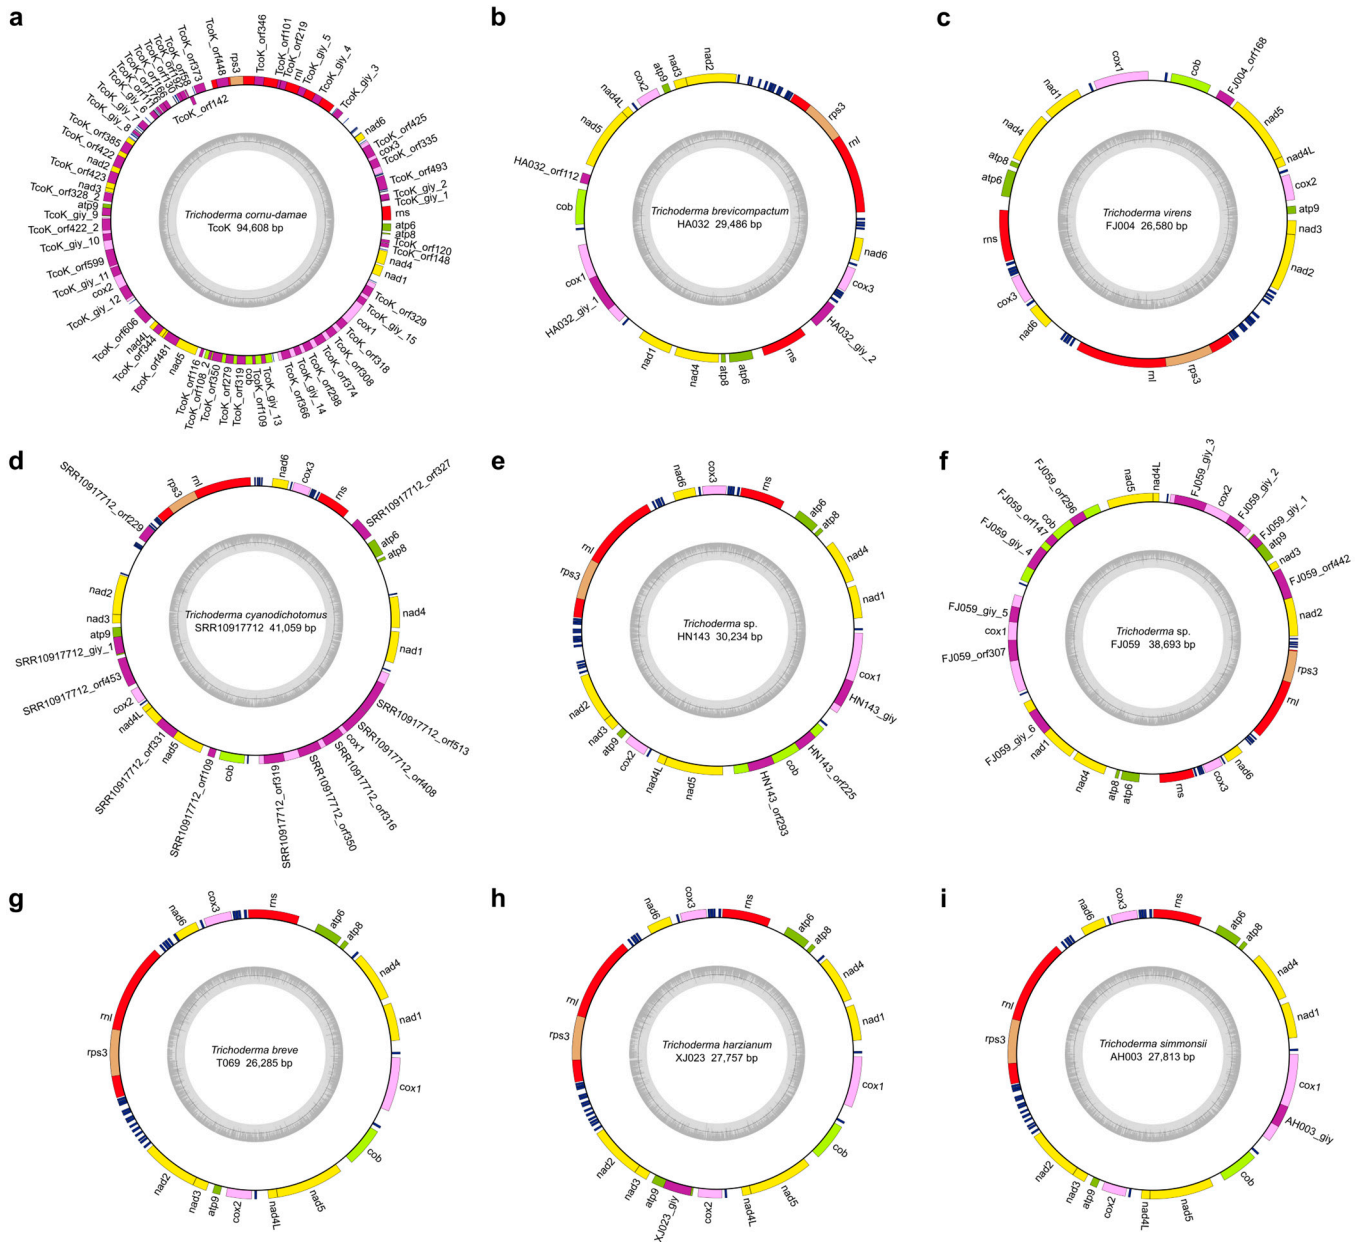 a
TcoK_orf373
TcoK_orf448
rps3
TcoK_orf346
TcoK_orf101
TcoK_orf219
rnl
TcoK_giy_5
TcoK_giy_4
TcoK_giy_3
nad6
TcoK_orf425
cox3
TcoK_orf335
TcoK_orf493
TcoK_giy_2
TcoK_giy_1
rns
atp6
atp8
TcoK_orf120
TcoK_orf148
nad4
nad1
TcoK_orf329
TcoK_giy_15
cox1
TcoK_orf318
TcoK_orf308
TcoK_orf374
TcoK_orf298
TcoK_giy_14
TcoK_orf366
TcoK_giy_13
TcoK_orf109
cob
TcoK_orf319
TcoK_orf279
TcoK_orf350
TcoK_orf108_2
TcoK_orf116
nad5
TcoK_orf481
TcoK_orf344
nad4L
TcoK_orf606
TcoK_giy_12
cox2
TcoK_giy_11
TcoK_orf599
TcoK_giy_10
TcoK_orf422_2
TcoK_giy_9
atp9
TcoK_orf328_2
nad3
TcoK_orf423
nad2
TcoK_orf422
TcoK_orf385
TcoK_giy_8
TcoK_giy_7
TcoK_giy_6
TcoK_orf142
Trichoderma cornu-damae
TcoK 94,608 bp
b
nad2
nad3
atp9
cox2
nad4L
nad5
HA032_orf112
cob
cox1
HA032_giy_1
nad1
nad4
atp8
atp6
rns
HA032_giy_2
cox3
nad6
rnl
rps3
Trichoderma brevicompactum
HA032 29,486 bp
c
cox1
cob
FJ004_orf168
nad5
nad4L
cox2
atp9
nad3
nad2
rps3
rnl
nad6
cox3
rns
atp6
atp8
nad4
nad1
Trichoderma virens
FJ004 26,580 bp
d
SRR10917712_orf229
rps3
rnl
nad6
cox3
rns
SRR10917712_orf327
atp6
atp8
nad4
nad1
SRR10917712_orf513
SRR10917712_orf408
cox1
SRR10917712_orf316
SRR10917712_orf350
SRR10917712_orf319
cob
SRR10917712_orf109
nad5
SRR10917712_orf331
nad4L
cox2
SRR10917712_orf453
SRR10917712_giy_1
atp9
nad3
nad2
Trichoderma cyanodichotomus
SRR10917712 41,059 bp
e
nad6
cox3
rns
atp6
atp8
nad4
nad1
cox1
HN143_giy
HN143_orf225
cob
HN143_orf293
nad5
nad4L
cox2
atp9
nad3
nad2
rps3
rnl
Trichoderma sp.
HN143 30,234 bp
f
nad5
nad4L
FJ059_giy_3
cox2
FJ059_giy_2
FJ059_giy_1
atp9
nad3
FJ059_orf442
nad2
rps3
rnl
nad6
cox3
rns
atp6
atp8
nad4
nad1
FJ059_giy_6
FJ059_orf307
cox1
FJ059_giy_5
FJ059_giy_4
FJ059_orf147
cob
FJ059_orf296
Trichoderma sp.
FJ059 38,693 bp
g
nad6
cox3
rns
atp6
atp8
nad4
nad1
cox1
cob
nad5
nad4L
cox2
atp9
nad3
nad2
rps3
rnl
Trichoderma breve
T069 26,285 bp
h
nad6
cox3
rns
atp6
atp8
nad4
nad1
cox1
cob
nad5
nad4L
cox2
XJ023_giy
atp9
nad3
nad2
rps3
rnl
Trichoderma harzianum
XJ023 27,757 bp
i
nad6
cox3
rns
atp6
atp8
nad4
nad1
cox1
AH003_giy
cob
nad5
nad4L
cox2
atp9
nad3
nad2
rps3
rnl
Trichoderma simmonsii
AH003 27,813 bp